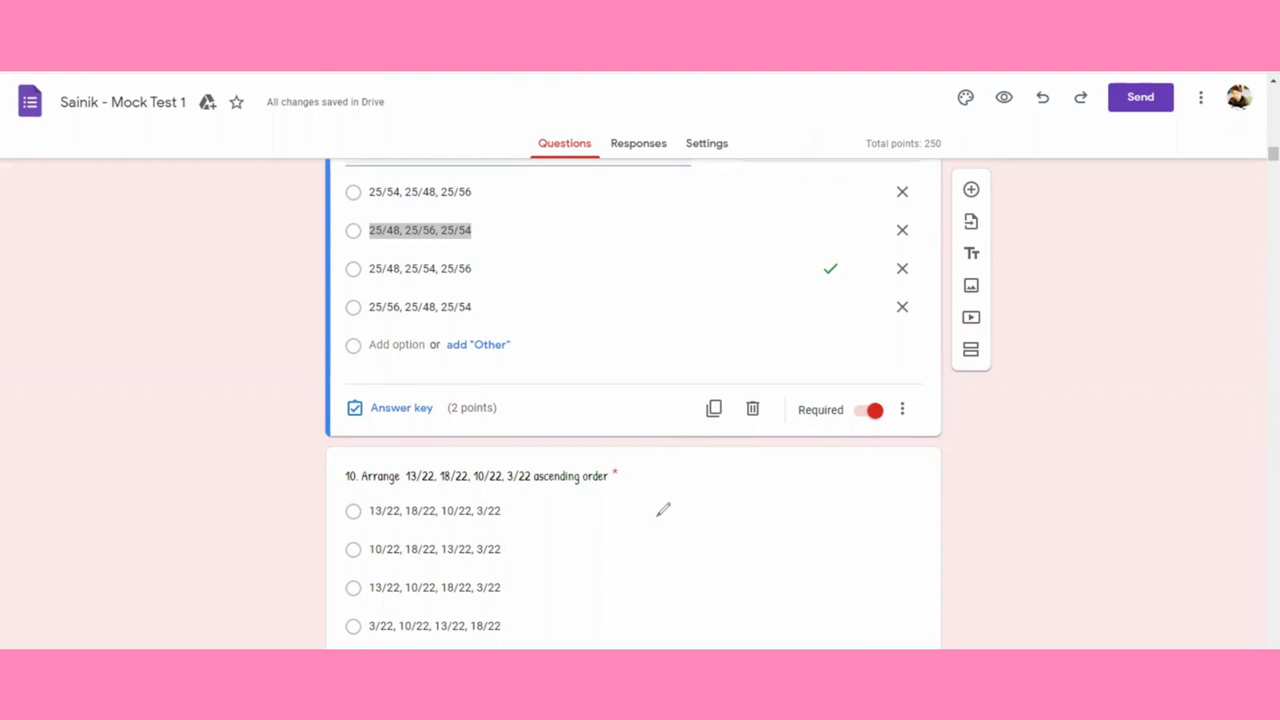 Sainik - Mock Test 1
All changes saved in Drive
Send
Questions
Responses
Settings
Total points: 250
25/54, 25/48, 25/56
25/48, 25/56, 25/54
25/48, 25/54, 25/56
25/56, 25/48, 25/54
Add option or add "Other"
Answer key (2 points)
Required
10. Arrange 13/22, 18/22, 10/22, 3/22 ascending order *
13/22, 18/22, 10/22, 3/22
10/22, 18/22, 13/22, 3/22
13/22, 10/22, 18/22, 3/22
3/22, 10/22, 13/22, 18/22